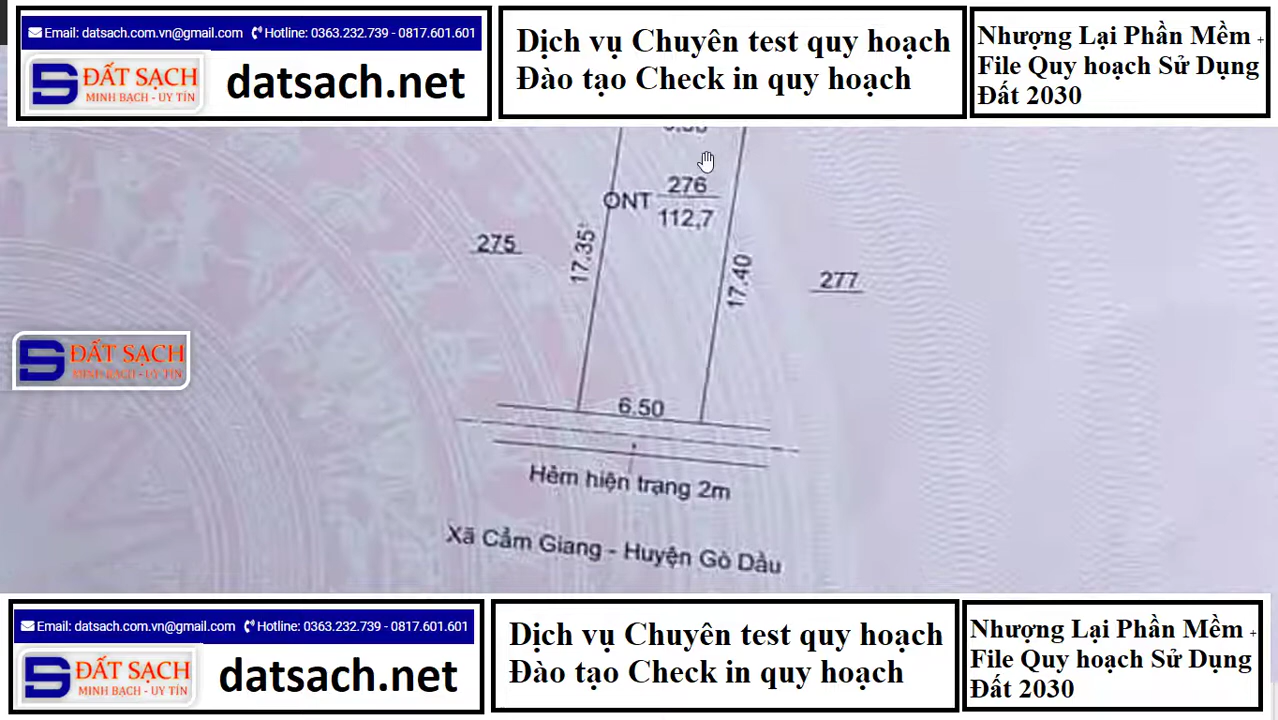 Email: datsach.com.vn@gmail.com Hotline: 0363.232.739 - 0817.601.601
ĐẤT SẠCH
MINH BẠCH - UY TÍN
datsach.net
Dịch vụ Chuyên test quy hoạch
Đào tạo Check in quy hoạch
Nhượng Lại Phần Mềm +
File Quy hoạch Sử Dụng
Đất 2030
276
ONT
112,7
275
17.35
17.40
277
ĐẤT SẠCH
MINH BẠCH - UY TÍN
6.50
Hẻm hiện trạng 2m
Xã Cẩm Giang - Huyện Gò Dầu
Email: datsach.com.vn@gmail.com Hotline: 0363.232.739 - 0817.601.601
ĐẤT SẠCH
MINH BẠCH - UY TÍN
datsach.net
Dịch vụ Chuyên test quy hoạch
Đào tạo Check in quy hoạch
Nhượng Lại Phần Mềm +
File Quy hoạch Sử Dụng
Đất 2030